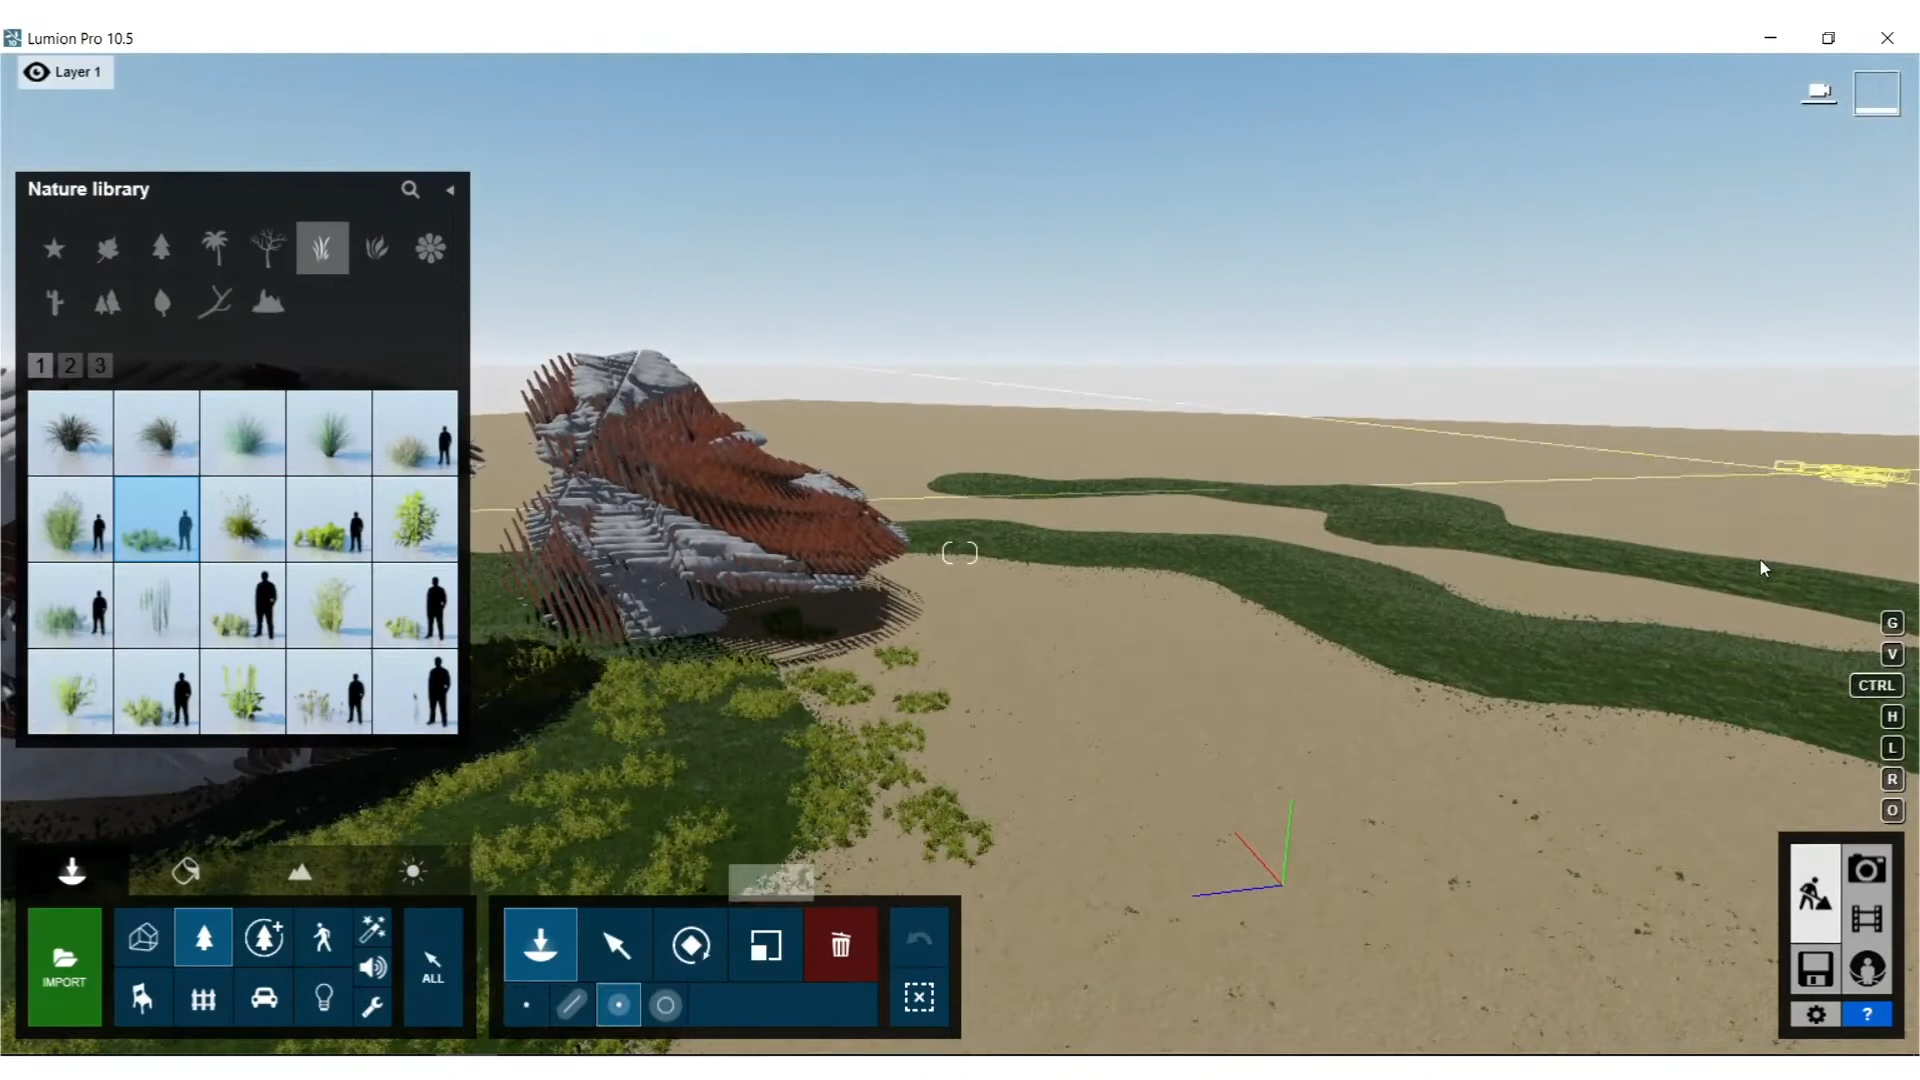 Lumion Pro 10.5
Layer 1
Nature library
1 2 3
G
V
CTRL
H
L
R
O
IMPORT
ALL
?